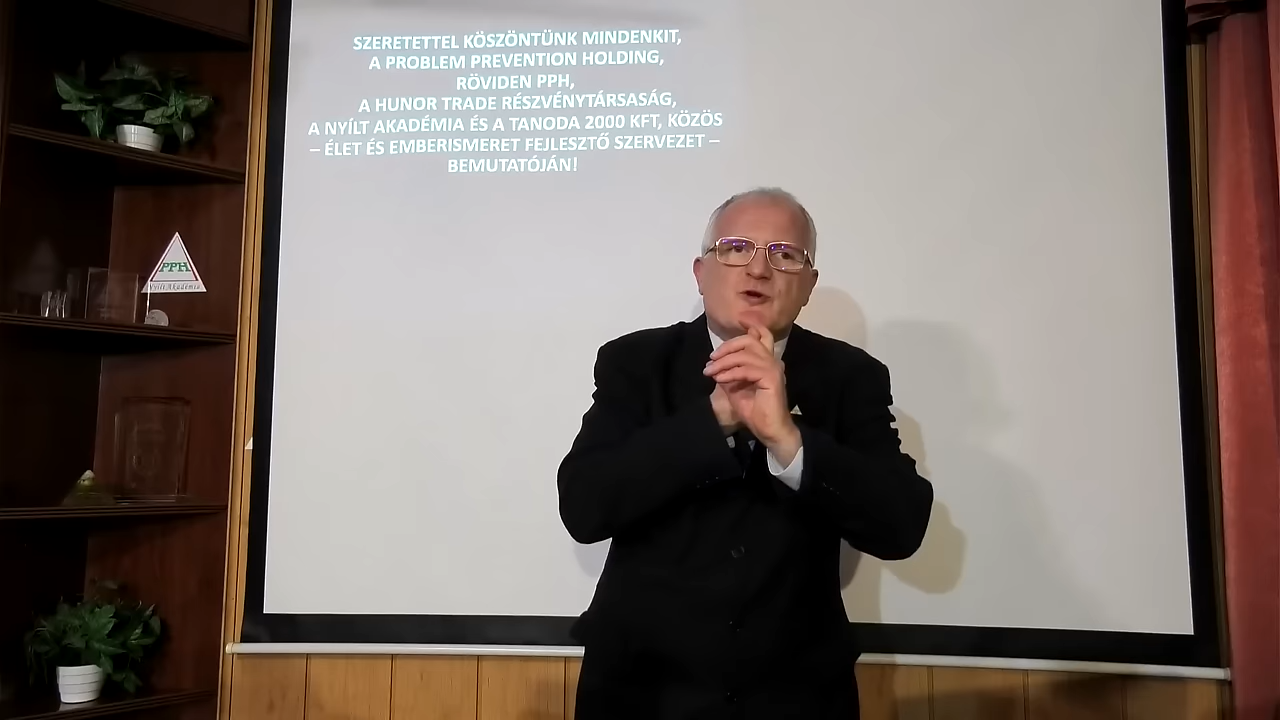 SZERETETTEL KÖSZÖNTÜNK MINDENKIT,
A PROBLEM PREVENTION HOLDING,
RÖVIDEN PPH,
A HUNOR TRADE RÉSZVÉNYTÁRSASÁG,
A NYÍLT AKADÉMIA ÉS A TANODA 2000 KFT, KÖZÖS
– ÉLET ÉS EMBERISMERET FEJLESZTŐ SZERVEZET –
BEMUTATÓJÁN!
PPH
Nyílt Akadémia